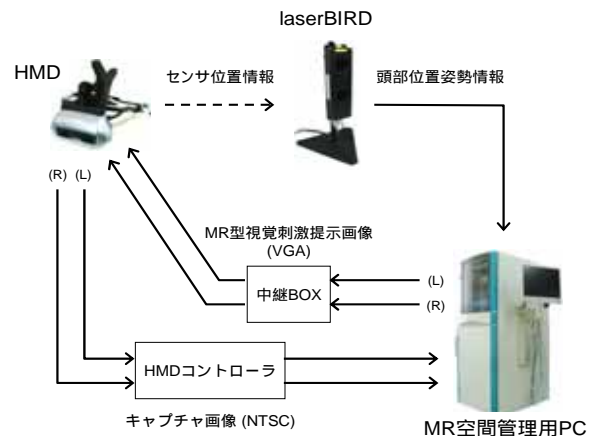 laserBIRD
HMD
センサ位置情報
頭部位置姿勢情報
(R) (L)
MR型視覚刺激提示画像
(VGA)
中継BOX
(L)
(R)
HMDコントローラ
キャプチャ画像 (NTSC)
MR空間管理用PC